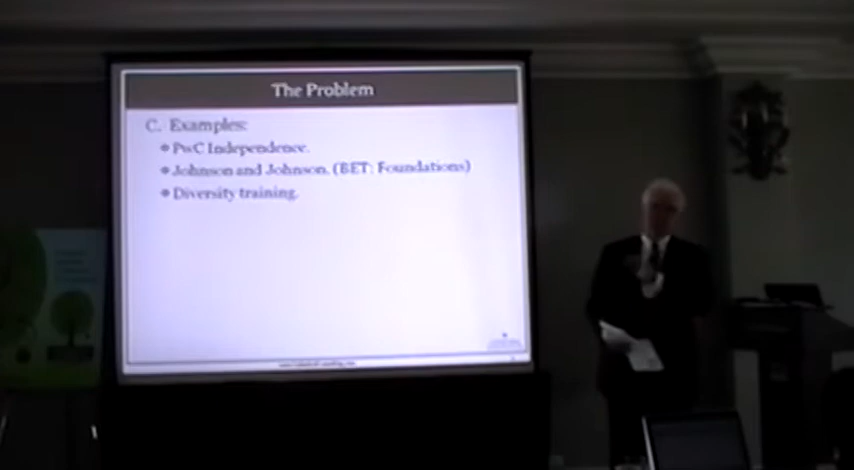 The Problem
C. Examples:
PwC Independence.
Johnson and Johnson. (BET: Foundations)
Diversity training.